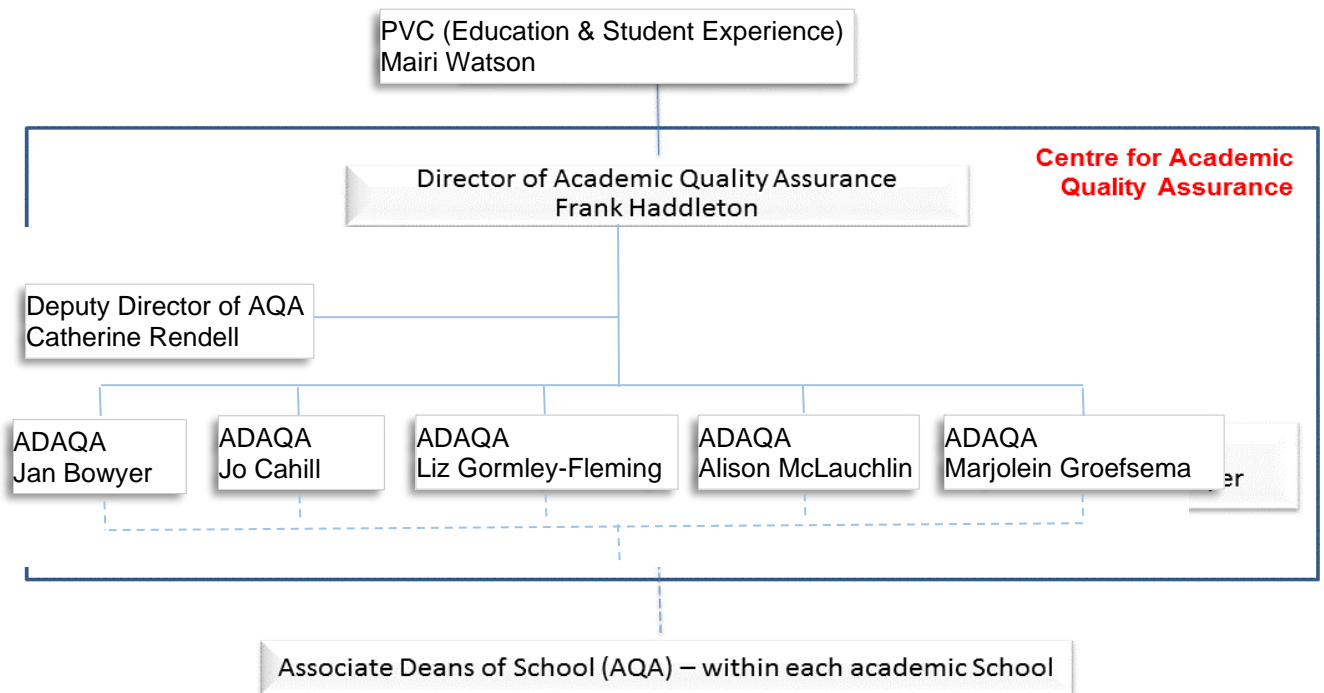 PVC (Education & Student Experience)
Mairi Watson
Centre for Academic
Quality Assurance
Director of Academic Quality Assurance
Frank Haddleton
Deputy Director of AQA
Catherine Rendell
ADAQA
Jan Bowyer
ADAQA
Jo Cahill
ADAQA
Liz Gormley-Fleming
ADAQA
Alison McLauchlin
ADAQA
Marjolein Groefsema
Associate Deans of School (AQA) – within each academic School